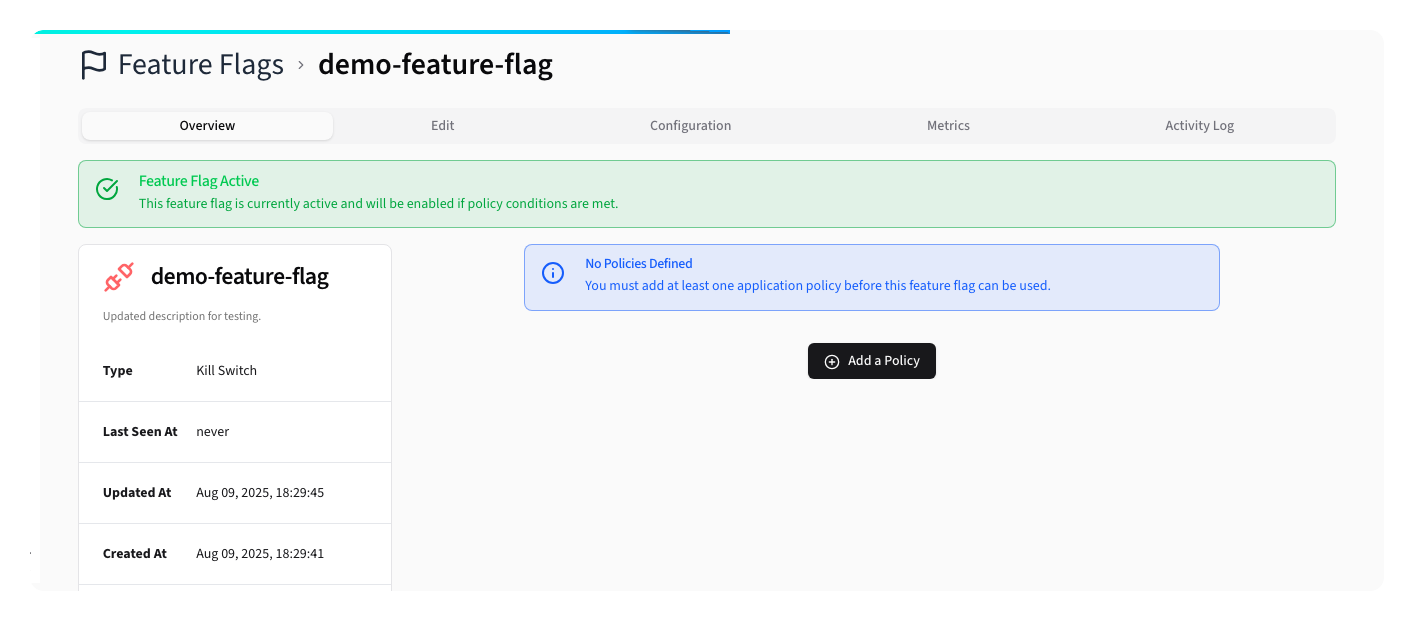 Feature Flags › demo-feature-flag
Overview Edit Configuration Metrics Activity Log
Feature Flag Active
This feature flag is currently active and will be enabled if policy conditions are met.
demo-feature-flag
Updated description for testing.
Type Kill Switch
Last Seen At never
Updated At Aug 09, 2025, 18:29:45
Created At Aug 09, 2025, 18:29:41
No Policies Defined
You must add at least one application policy before this feature flag can be used.
Add a Policy